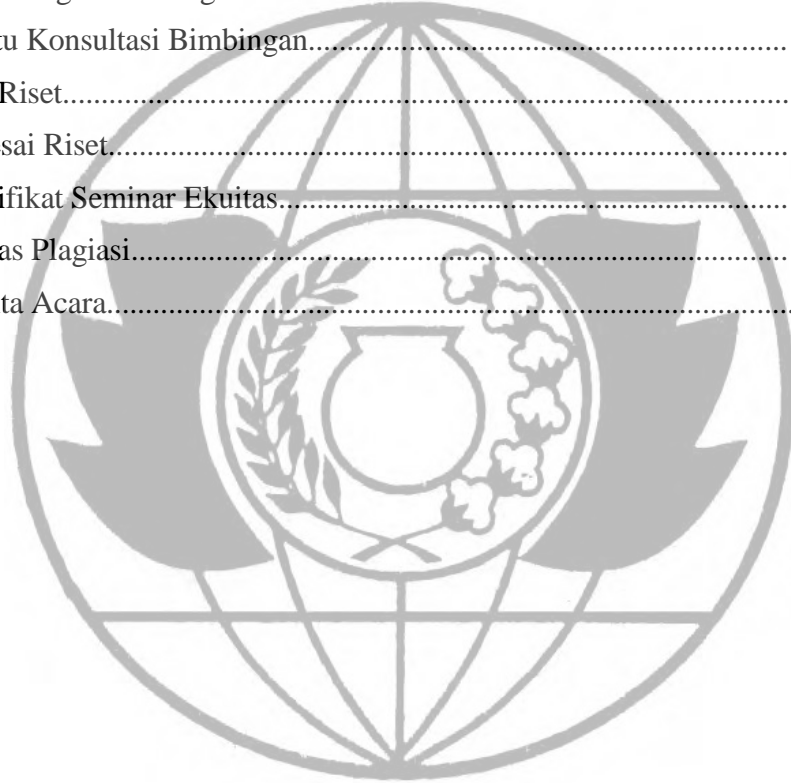 tu Konsultasi Bimbingan..............................................................
Riset..............................................................................................
sai Riset........................................................................................
ifikat Seminar Ekuitas..................................................................
as Plagiasi.....................................................................................
ta Acara.........................................................................................